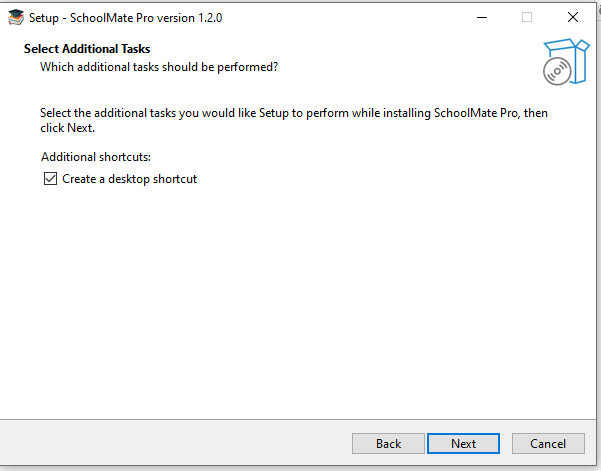 Setup - SchoolMate Pro version 1.2.0
Select Additional Tasks
Which additional tasks should be performed?
Select the additional tasks you would like Setup to perform while installing SchoolMate Pro, then
click Next.
Additional shortcuts:
Create a desktop shortcut
Back
Next
Cancel